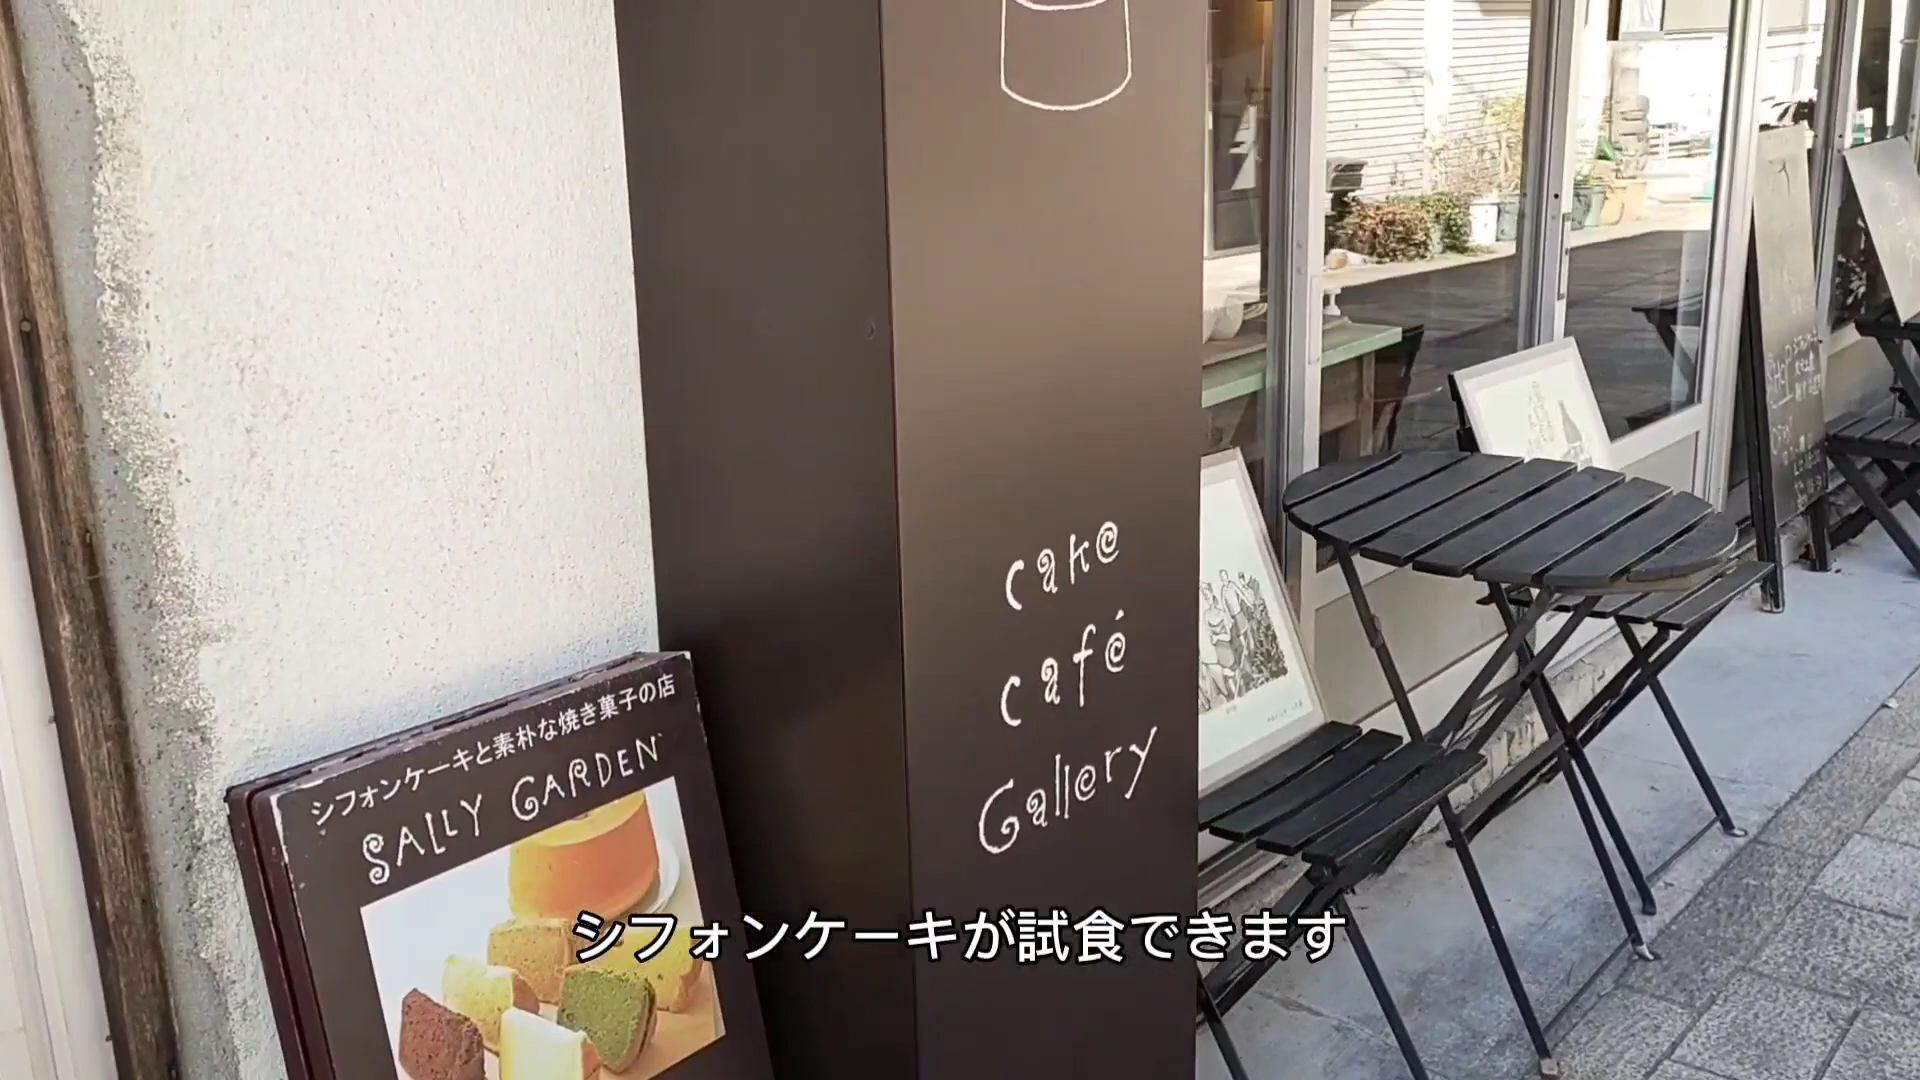 シフォンケーキと素朴な焼き菓子の店
SALLY GARDEN
cake
café
Gallery
シフォンケーキが試食できます